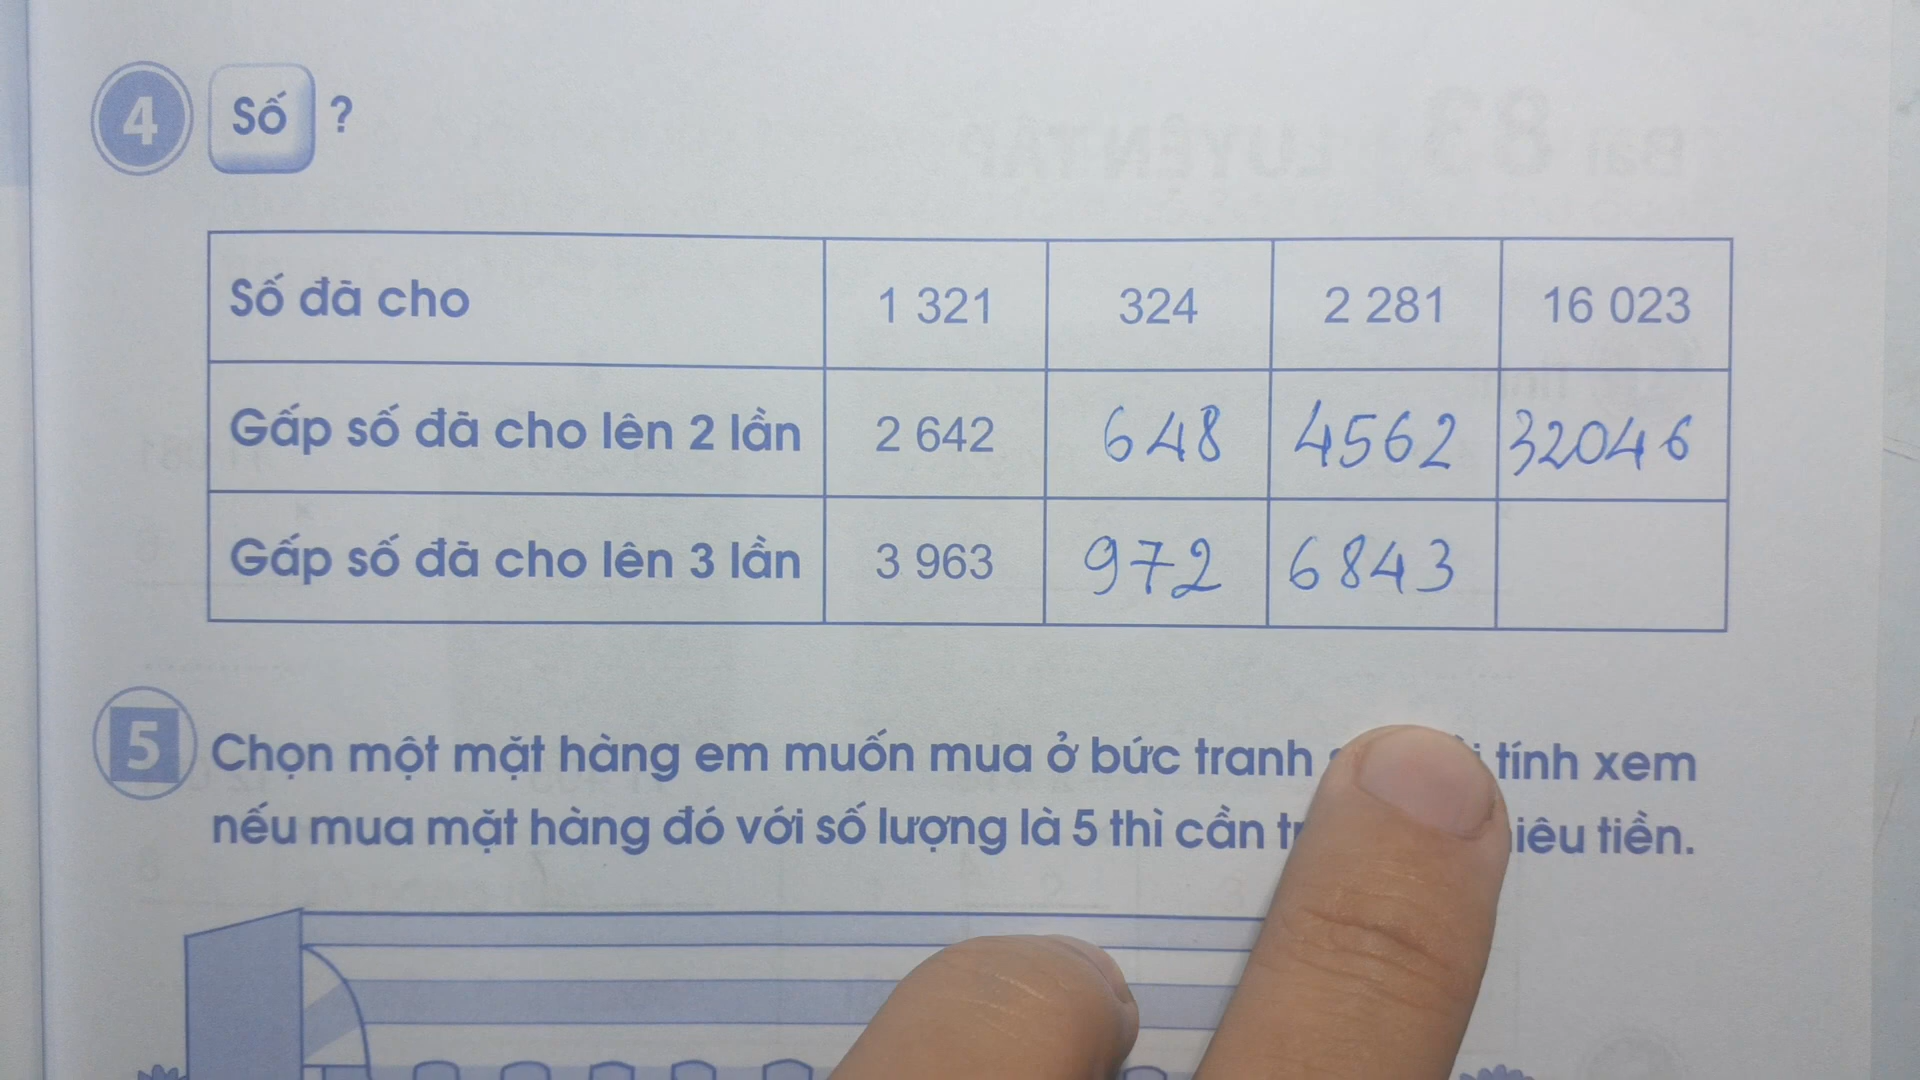 4 Số ?
Số đã cho 1 321 324 2 281 16 023
Gấp số đã cho lên 2 lần 2 642 648 4562 32046
Gấp số đã cho lên 3 lần 3 963 972 6843
5 Chọn một mặt hàng em muốn mua ở bức tranh tính xem
nếu mua mặt hàng đó với số lượng là 5 thì cần tiền.